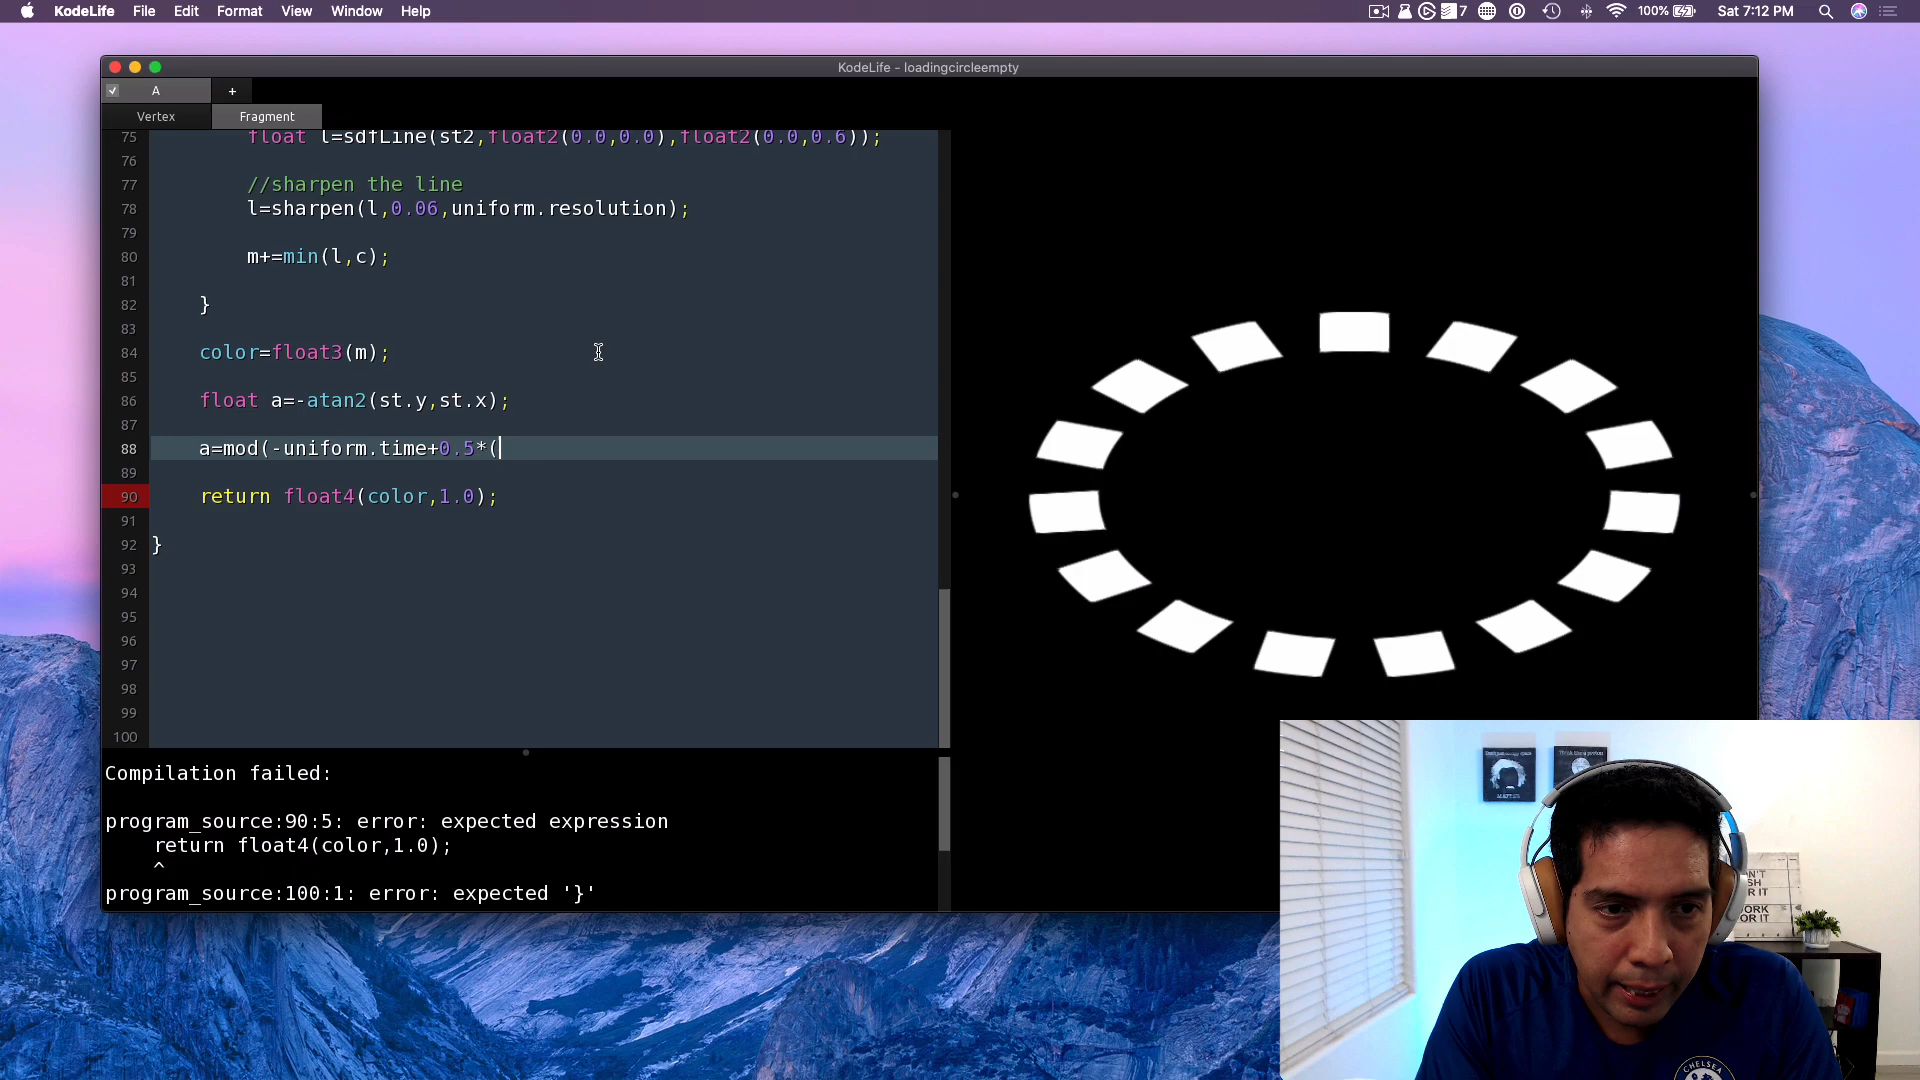 KodeLife File Edit Format View Window Help
7 100% Sat 7:12 PM
KodeLife - loadingcircleempty
A +
Vertex Fragment
75 float l=sdfLine(st2,float2(0.0,0.0),float2(0.0,0.6));
76
77 //sharpen the line
78 l=sharpen(l,0.06,uniform.resolution);
79
80 m+=min(l,c);
81
82 }
83
84 color=float3(m);
85
86 float a=-atan2(st.y,st.x);
87
88 a=mod(-uniform.time+0.5*(
89
90 return float4(color,1.0);
91
92 }
93
94
95
96
97
98
99
100
Compilation failed:
program_source:90:5: error: expected expression
return float4(color,1.0);
^
program_source:100:1: error: expected '}'
CHELSEA